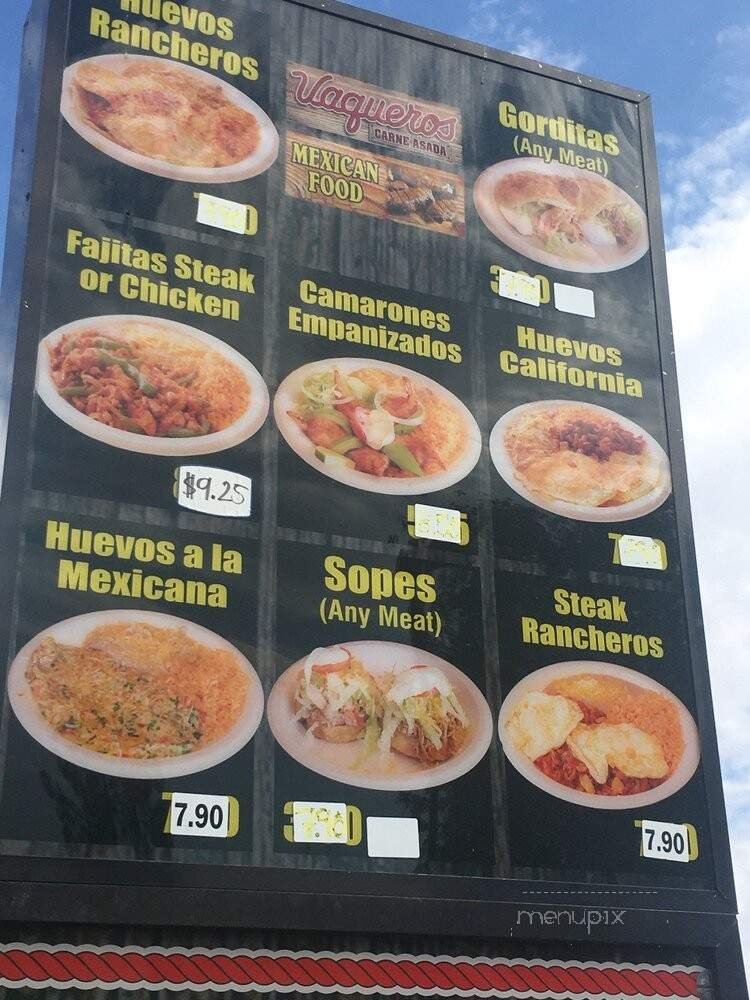 Huevos
Rancheros
Vaqueros
CARNE ASADA
MEXICAN
FOOD
Gorditas
(Any Meat)
Fajitas Steak
or Chicken
$9.25
Camarones
Empanizados
Huevos
California
Huevos a la
Mexicana
7.90
Sopes
(Any Meat)
Steak
Rancheros
7.90
menupix